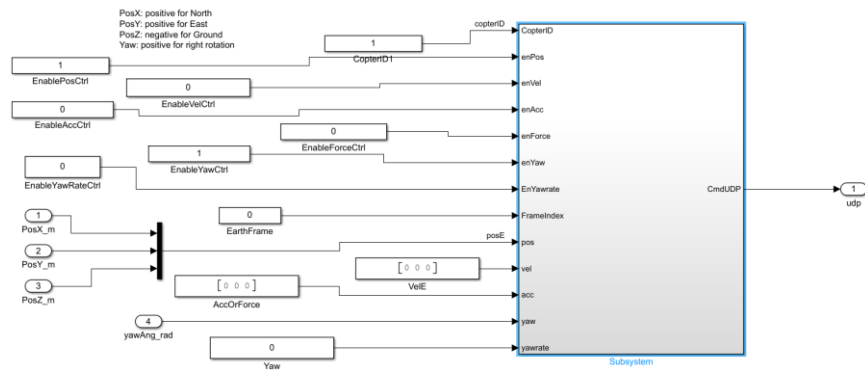 PosX: positive for North
PosY: positive for East
PosZ: negative for Ground
Yaw: positive for right rotation
copterID
1
CopterID1
CopterID
1
EnablePosCtrl
enPos
0
EnableVelCtrl
enVel
0
EnableAccCtrl
enAcc
0
EnableForceCtrl
enForce
1
EnableYawCtrl
enYaw
0
EnableYawRateCtrl
EnYawrate
CmdUDP
1
udp
0
EarthFrame
FrameIndex
1
PosX_m
2
PosY_m
3
PosZ_m
posE
pos
[0 0 0]
VelE
vel
[0 0 0]
AccOrForce
acc
4
yawAng_rad
yaw
0
Yaw
yawrate
Subsystem